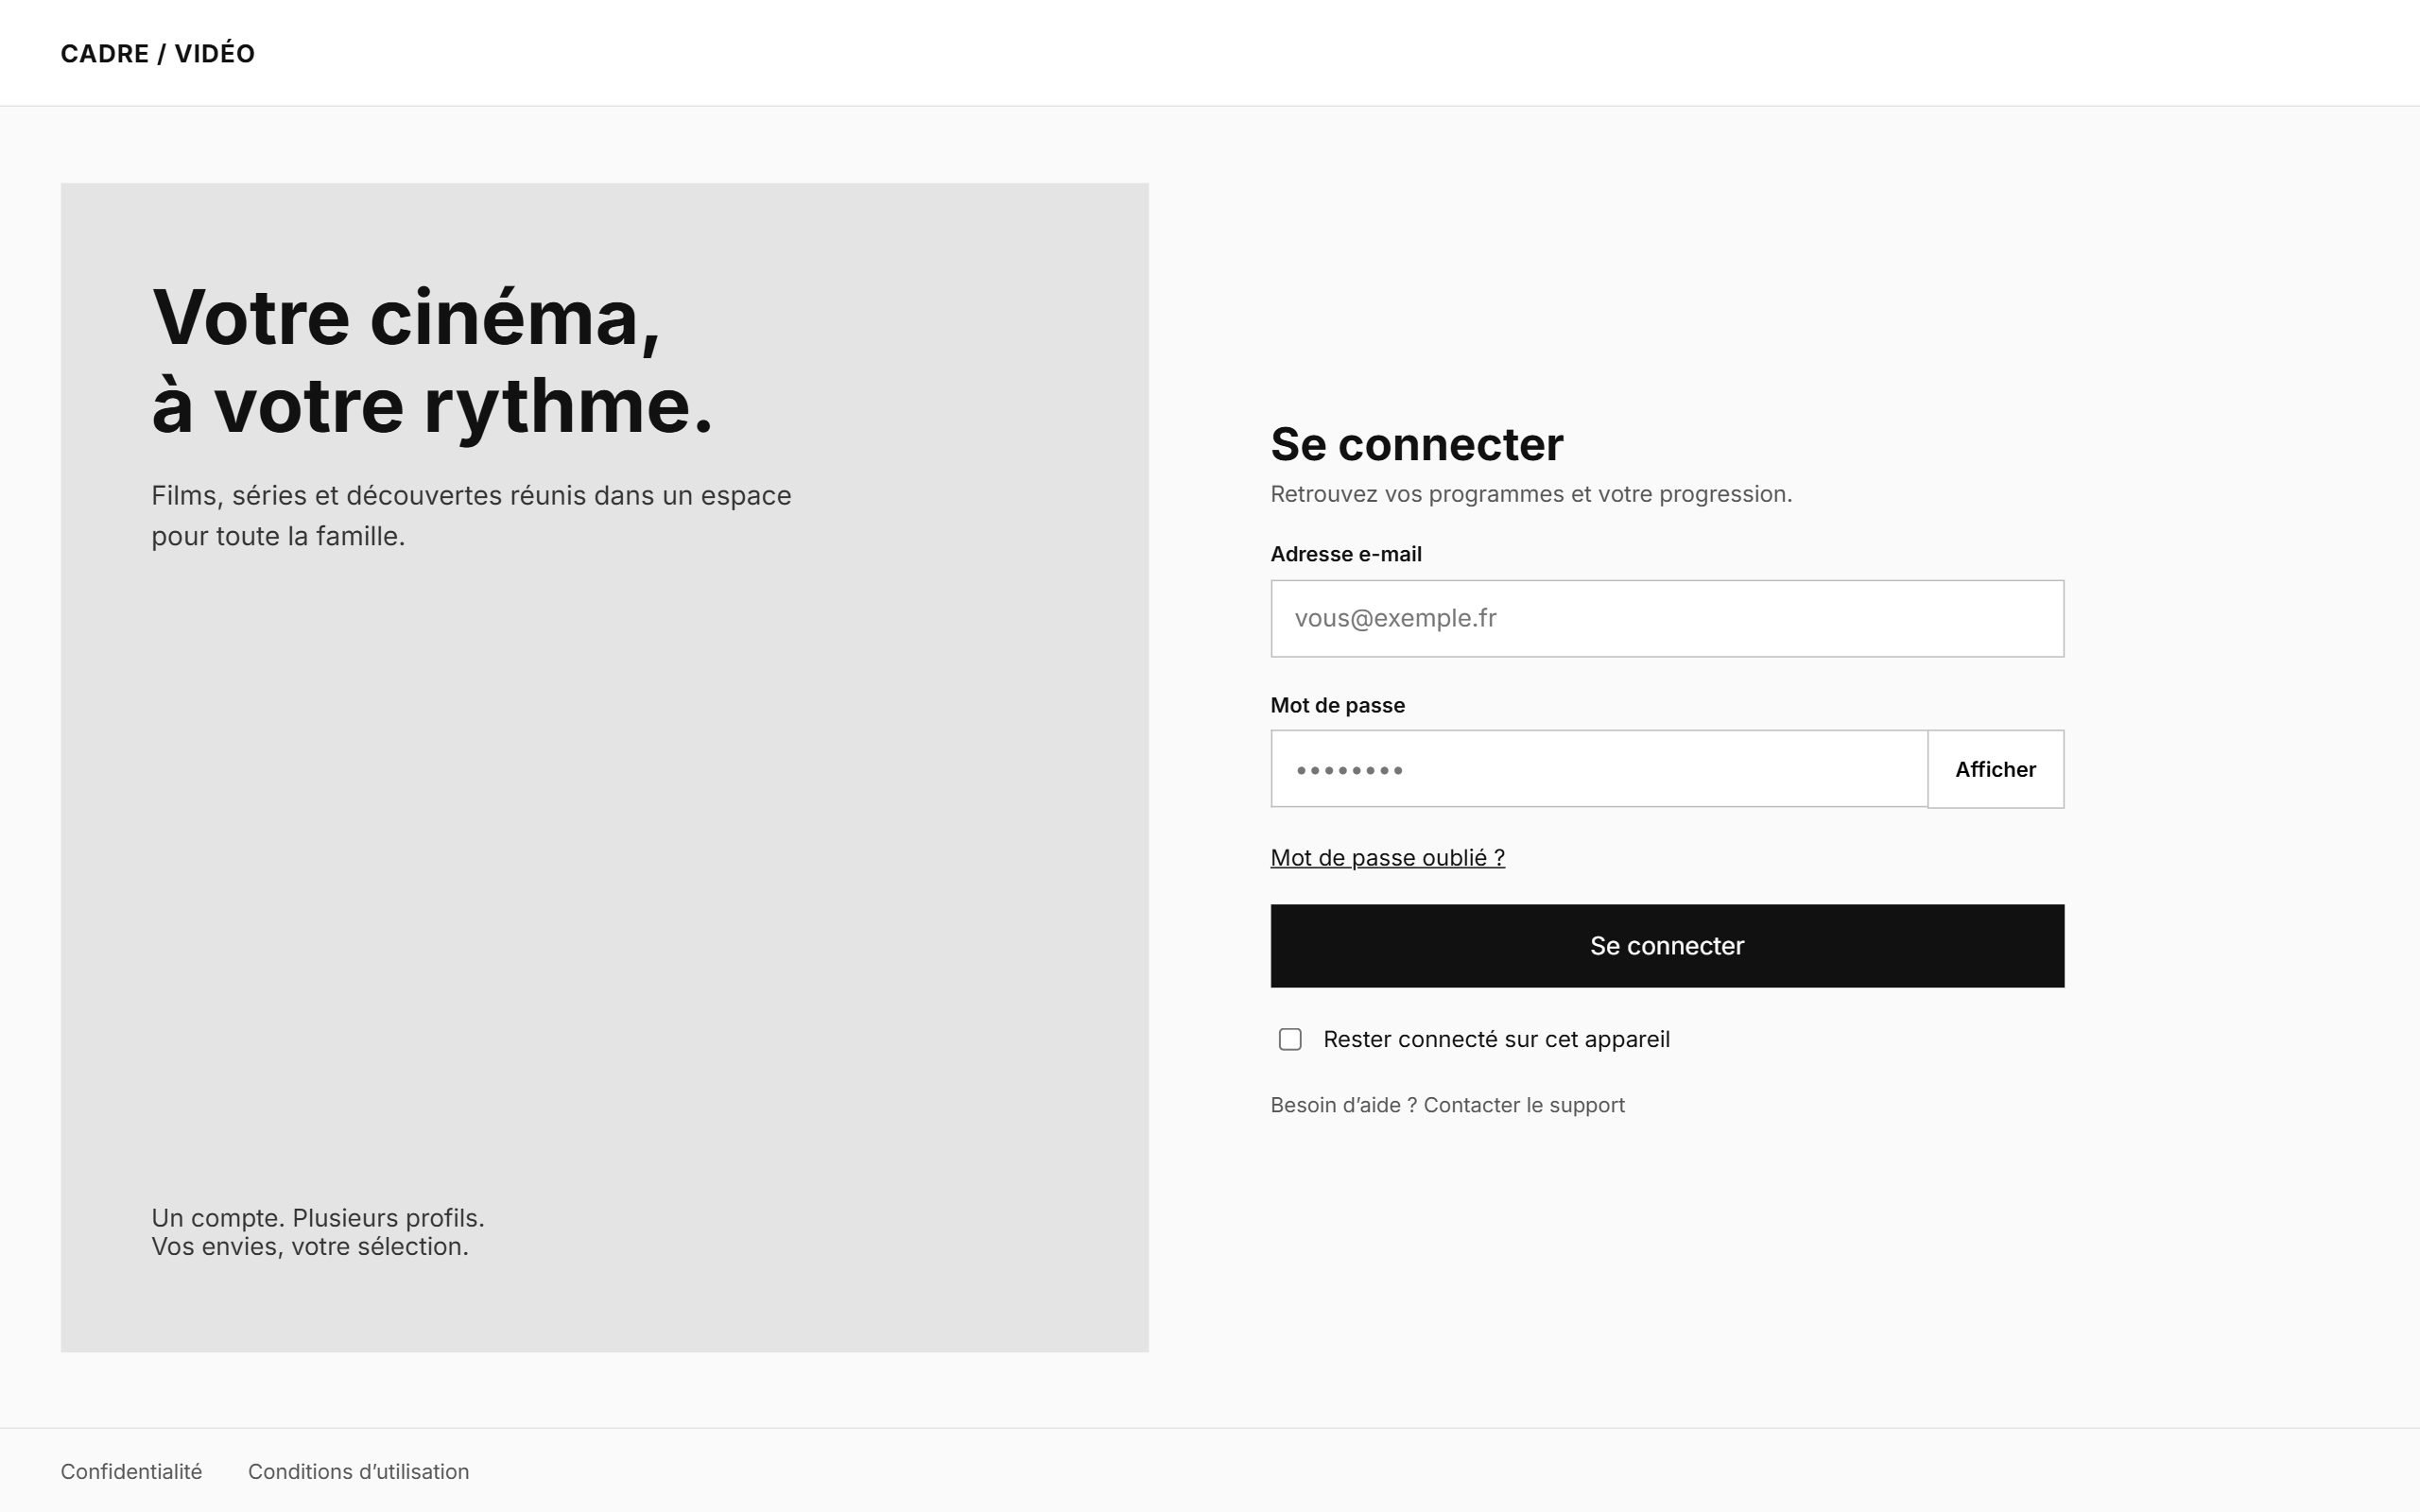 CADRE / VIDÉO
Votre cinéma,
à votre rythme.
Films, séries et découvertes réunis dans un espace
pour toute la famille.
Un compte. Plusieurs profils.
Vos envies, votre sélection.
Se connecter
Retrouvez vos programmes et votre progression.
Adresse e-mail
vous@exemple.fr
Mot de passe
••••••••
Afficher
Mot de passe oublié ?
Se connecter
Rester connecté sur cet appareil
Besoin d’aide ? Contacter le support
Confidentialité
Conditions d’utilisation